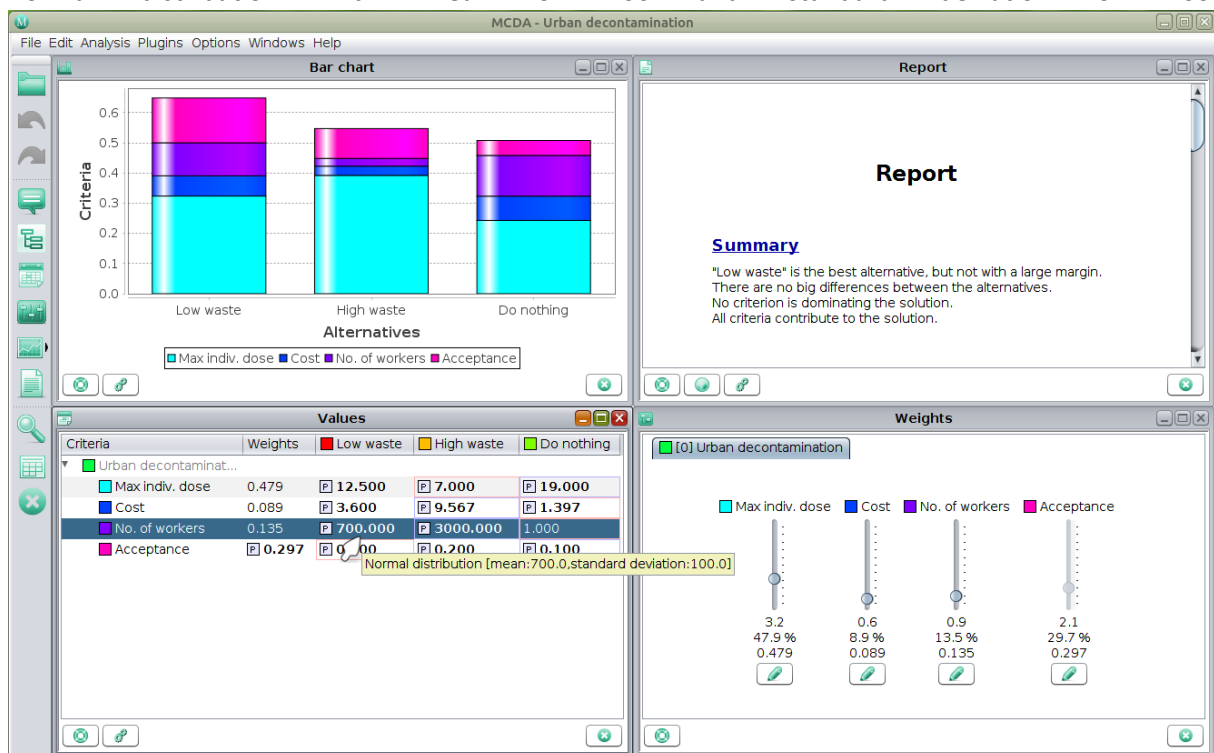 MCDA - Urban decontamination
File Edit Analysis Plugins Options Windows Help
Bar chart
Criteria
0.6
0.5
0.4
0.3
0.2
0.1
0.0
Low waste High waste Do nothing
Alternatives
Max indiv. dose Cost No. of workers Acceptance
Report
Report
Summary
"Low waste" is the best alternative, but not with a large margin.
There are no big differences between the alternatives.
No criterion is dominating the solution.
All criteria contribute to the solution.
Values
Criteria Weights Low waste High waste Do nothing
Urban decontaminat...
Max indiv. dose 0.479 P 12.500 P 7.000 P 19.000
Cost 0.089 P 3.600 P 9.567 P 1.397
No. of workers 0.135 P 700.000 P 3000.000 1.000
Acceptance P 0.297 P P 0.200 P 0.100
Normal distribution [mean:700.0,standard deviation:100.0]
Weights
[0] Urban decontamination
Max indiv. dose Cost No. of workers Acceptance
3.2 0.6 0.9 2.1
47.9 % 8.9 % 13.5 % 29.7 %
0.479 0.089 0.135 0.297